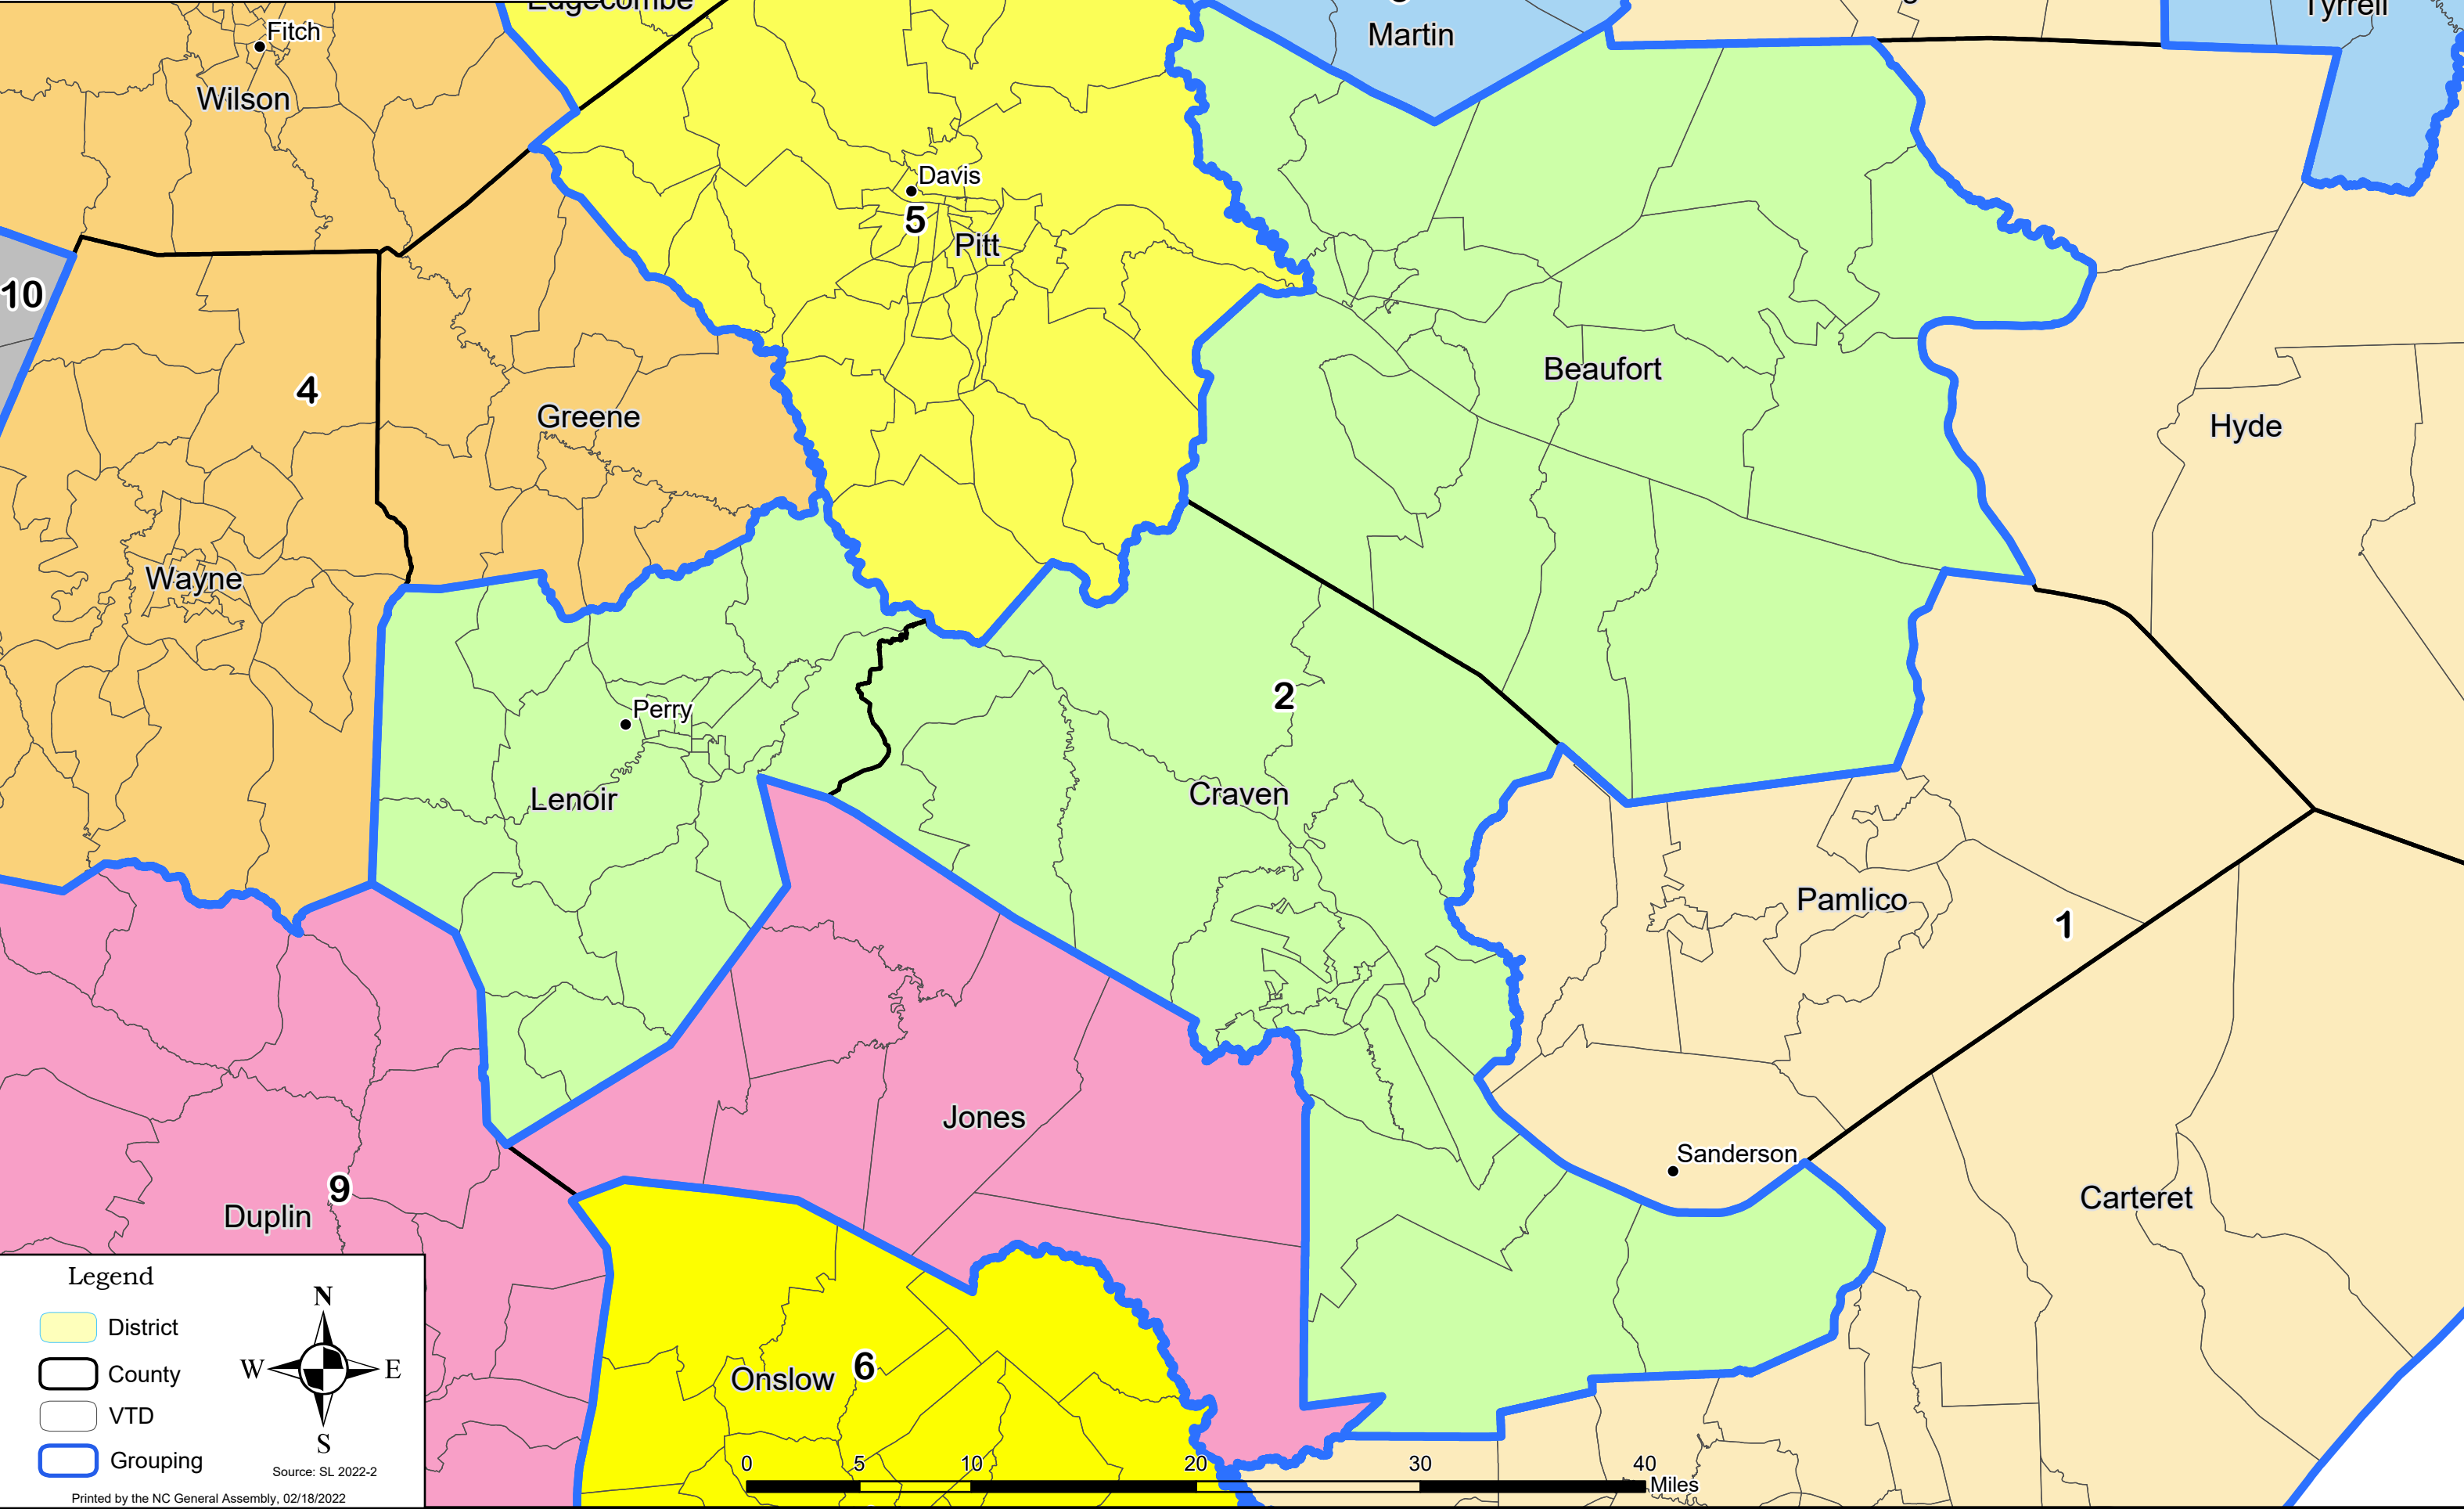 Edgecombe
Tyrrell
Martin
Fitch
Wilson
Davis
5
Pitt
10
4
Beaufort
Greene
Hyde
Wayne
2
Perry
Lenoir
Craven
Pamlico
1
Jones
Sanderson
9
Duplin
Carteret
6
Onslow
Legend
District
County
VTD
Grouping
N
W E
S
Source: SL 2022-2
Printed by the NC General Assembly, 02/18/2022
0 5 10 20 30 40
Miles